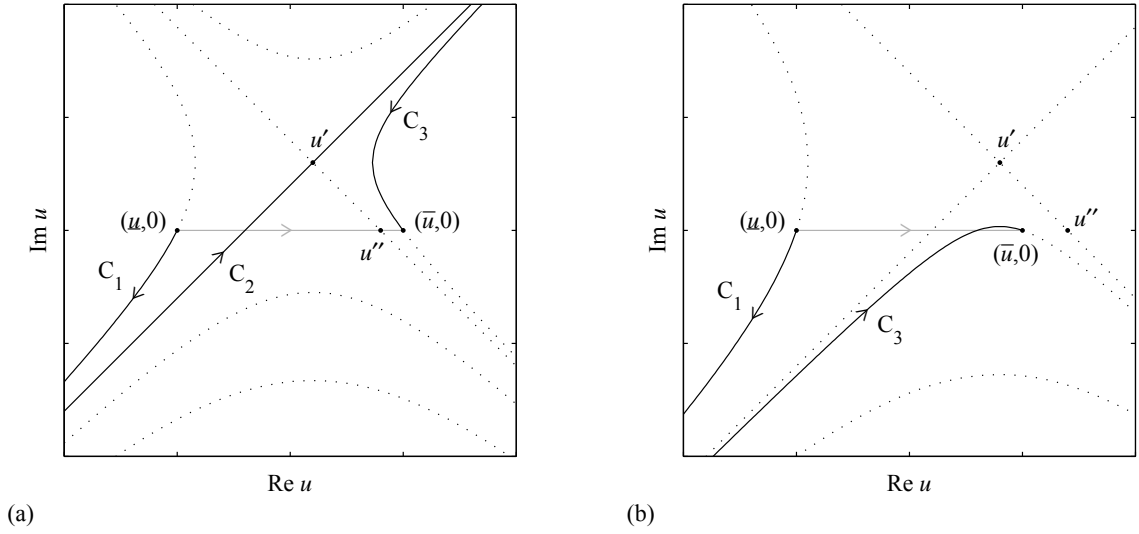 C₃
u′
(u̲,0)
(u̅,0)
u″
C₁
C₂
Im u
Re u
(a)
u′
(u̲,0)
u″
(u̅,0)
C₁
C₃
Im u
Re u
(b)